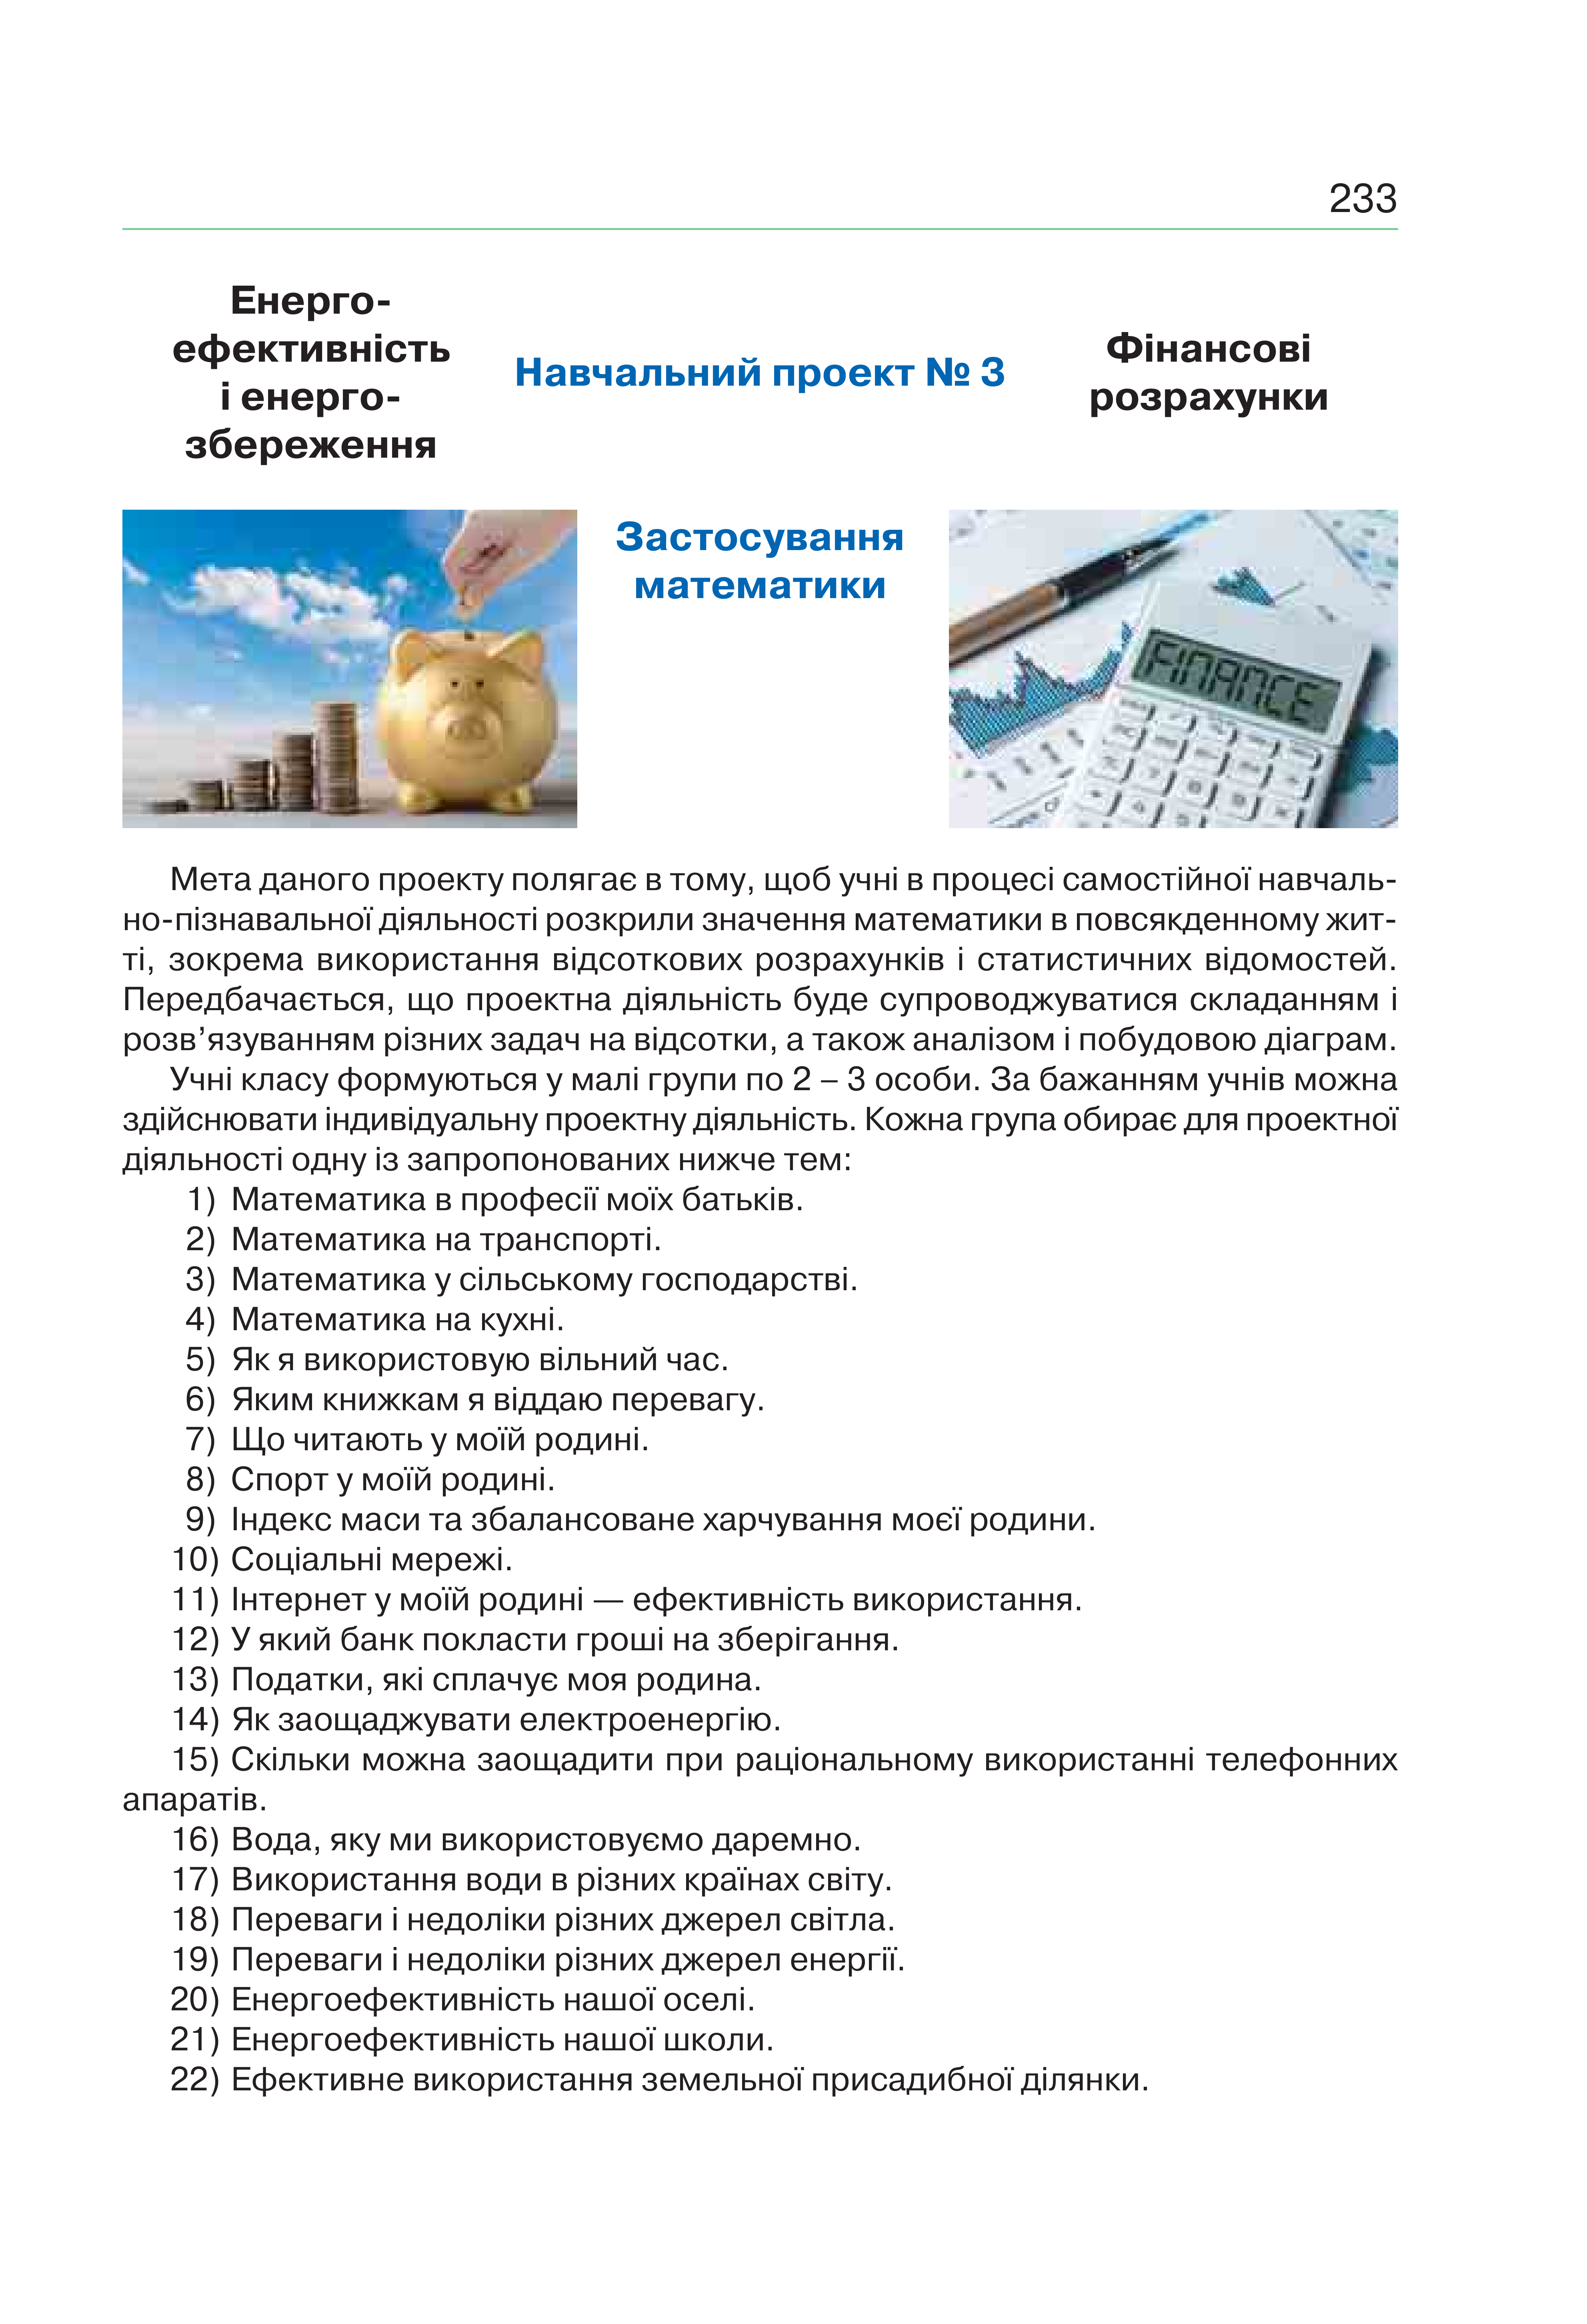 233
Енерго-
ефективність
і енерго-
збереження
Навчальний проект № 3
Фінансові
розрахунки
Застосування
математики
FINANCE
Мета даного проекту полягає в тому, щоб учні в процесі самостійної навчаль-
но-пізнавальної діяльності розкрили значення математики в повсякденному жит-
ті, зокрема використання відсоткових розрахунків і статистичних відомостей.
Передбачається, що проектна діяльність буде супроводжуватися складанням і
розв’язуванням різних задач на відсотки, а також аналізом і побудовою діаграм.
Учні класу формуються у малі групи по 2 – 3 особи. За бажанням учнів можна
здійснювати індивідуальну проектну діяльність. Кожна група обирає для проектної
діяльності одну із запропонованих нижче тем:
1) Математика в професії моїх батьків.
2) Математика на транспорті.
3) Математика у сільському господарстві.
4) Математика на кухні.
5) Як я використовую вільний час.
6) Яким книжкам я віддаю перевагу.
7) Що читають у моїй родині.
8) Спорт у моїй родині.
9) Індекс маси та збалансоване харчування моєї родини.
10) Соціальні мережі.
11) Інтернет у моїй родині — ефективність використання.
12) У який банк покласти гроші на зберігання.
13) Податки, які сплачує моя родина.
14) Як заощаджувати електроенергію.
15) Скільки можна заощадити при раціональному використанні телефонних
апаратів.
16) Вода, яку ми використовуємо даремно.
17) Використання води в різних країнах світу.
18) Переваги і недоліки різних джерел світла.
19) Переваги і недоліки різних джерел енергії.
20) Енергоефективність нашої оселі.
21) Енергоефективність нашої школи.
22) Ефективне використання земельної присадибної ділянки.